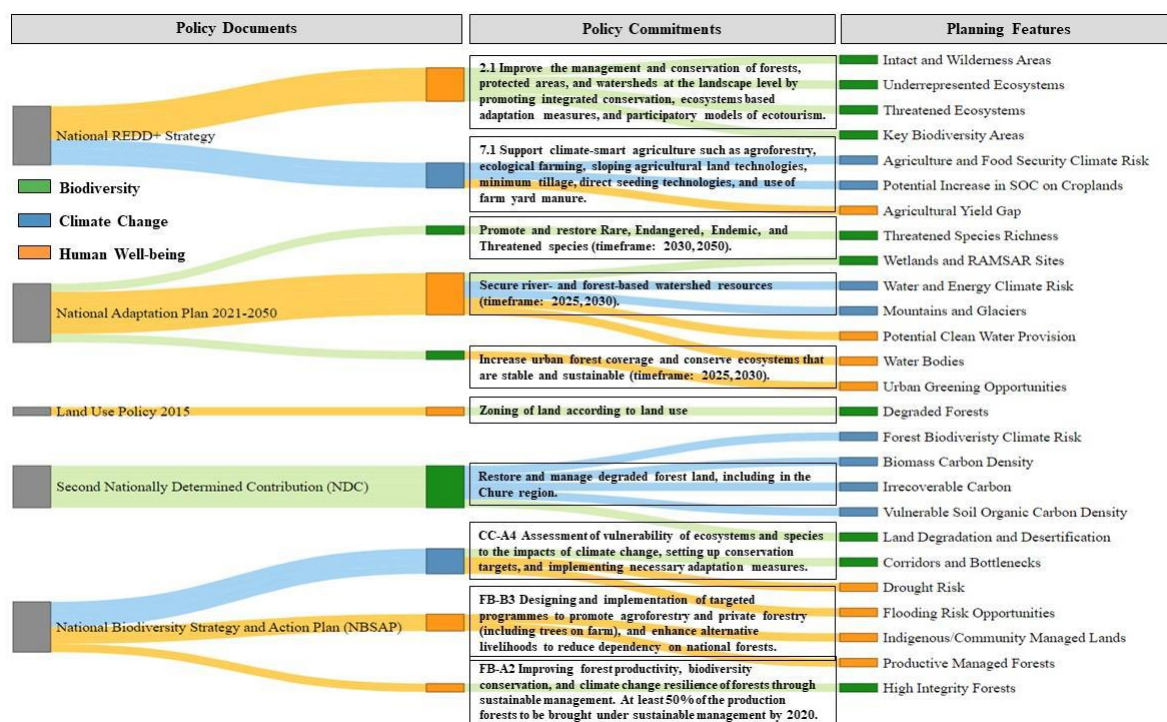 Policy Documents
Policy Commitments
Planning Features
National REDD+ Strategy
Biodiversity
Climate Change
Human Well-being
National Adaptation Plan 2021-2050
Land Use Policy 2015
Second Nationally Determined Contribution (NDC)
National Biodiversity Strategy and Action Plan (NBSAP)
2.1 Improve the management and conservation of forests,
protected areas, and watersheds at the landscape level by
promoting integrated conservation, ecosystems based
adaptation measures, and participatory models of ecotourism.
7.1 Support climate-smart agriculture such as agroforestry,
ecological farming, sloping agricultural land technologies,
minimum tillage, direct seeding technologies, and use of
farm yard manure.
Promote and restore Rare, Endangered, Endemic, and
Threatened species (timeframe: 2030, 2050).
Secure river- and forest-based watershed resources
(timeframe: 2025, 2030).
Increase urban forest coverage and conserve ecosystems that
are stable and sustainable (timeframe: 2025, 2030).
Zoning of land according to land use
Restore and manage degraded forest land, including in the
Chure region.
CC-A4 Assessment of vulnerability of ecosystems and species
to the impacts of climate change, setting up conservation
targets, and implementing necessary adaptation measures.
FB-B3 Designing and implementation of targeted
programmes to promote agroforestry and private forestry
(including trees on farm), and enhance alternative
livelihoods to reduce dependency on national forests.
FB-A2 Improving forest productivity, biodiversity
conservation, and climate change resilience of forests through
sustainable management. At least 50% of the production
forests to be brought under sustainable management by 2020.
Intact and Wilderness Areas
Underrepresented Ecosystems
Threatened Ecosystems
Key Biodiversity Areas
Agriculture and Food Security Climate Risk
Potential Increase in SOC on Croplands
Agricultural Yield Gap
Threatened Species Richness
Wetlands and RAMSAR Sites
Water and Energy Climate Risk
Mountains and Glaciers
Potential Clean Water Provision
Water Bodies
Urban Greening Opportunities
Degraded Forests
Forest Biodiveristy Climate Risk
Biomass Carbon Density
Irrecoverable Carbon
Vulnerable Soil Organic Carbon Density
Land Degradation and Desertification
Corridors and Bottlenecks
Drought Risk
Flooding Risk Opportunities
Indigenous/Community Managed Lands
Productive Managed Forests
High Integrity Forests